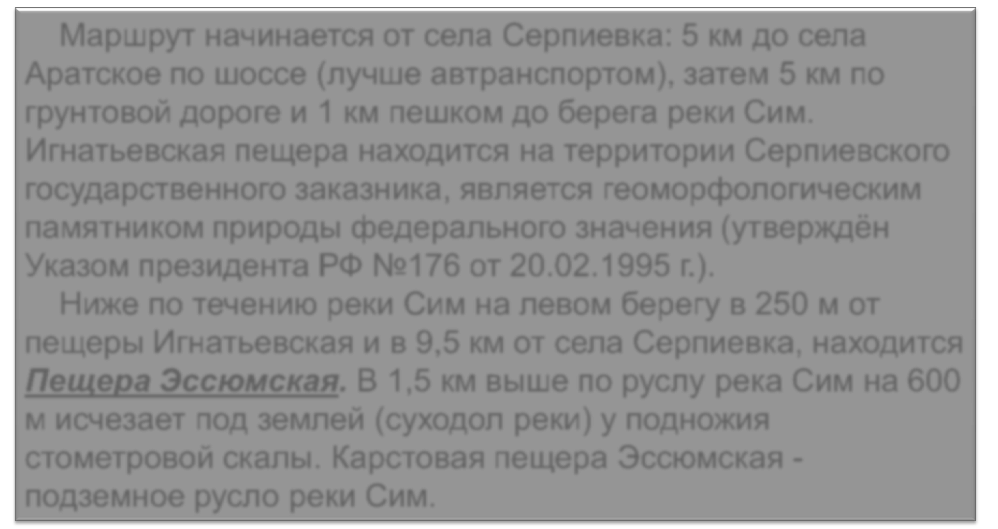 Маршрут начинается от села Серпиевка: 5 км до села
Аратское по шоссе (лучше автранспортом), затем 5 км по
грунтовой дороге и 1 км пешком до берега реки Сим.
Игнатьевская пещера находится на территории Серпиевского
государственного заказника, является геоморфологическим
памятником природы федерального значения (утверждён
Указом президента РФ №176 от 20.02.1995 г.).
Ниже по течению реки Сим на левом берегу в 250 м от
пещеры Игнатьевская и в 9,5 км от села Серпиевка, находится
Пещера Эссюмская. В 1,5 км выше по руслу река Сим на 600
м исчезает под землей (суходол реки) у подножия
стометровой скалы. Карстовая пещера Эссюмская -
подземное русло реки Сим.